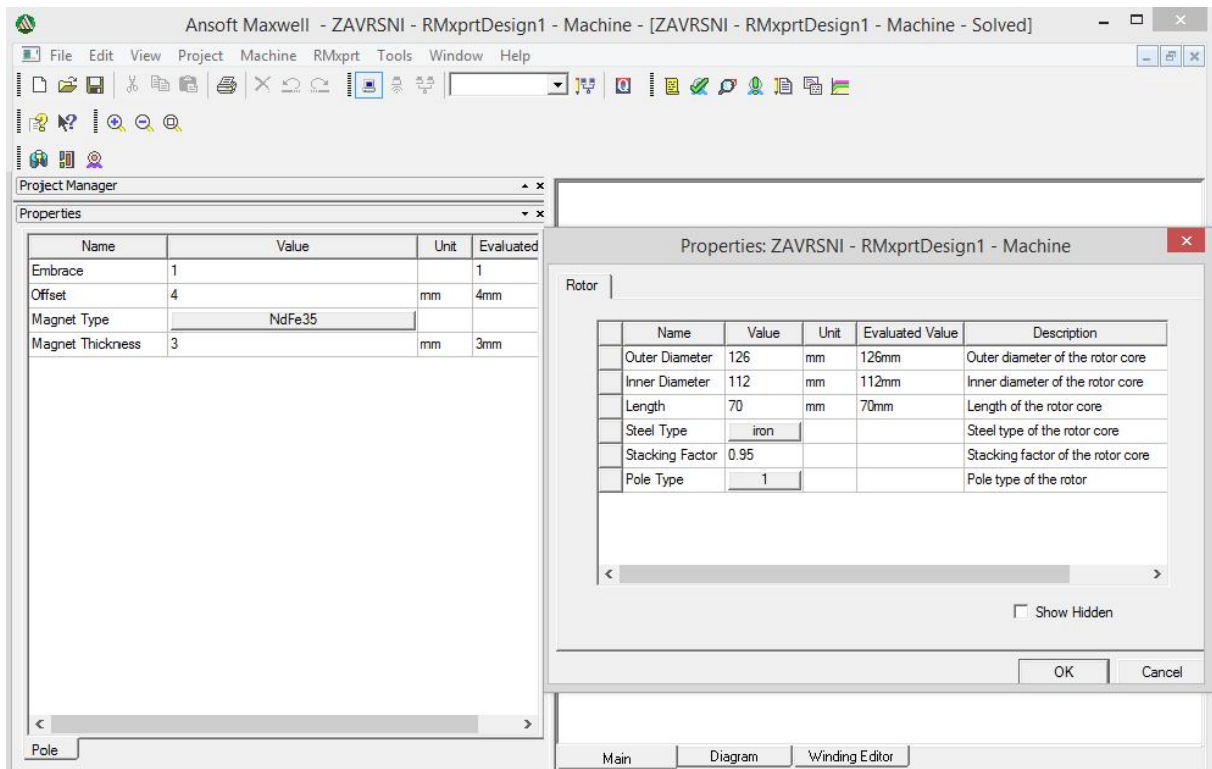 Ansoft Maxwell - ZAVRSNI - RMxprtDesign1 - Machine - [ZAVRSNI - RMxprtDesign1 - Machine - Solved]
File Edit View Project Machine RMxprt Tools Window Help
Project Manager
Properties
Name Value Unit Evaluated
Embrace 1 1
Offset 4 mm 4mm
Magnet Type NdFe35
Magnet Thickness 3 mm 3mm
Pole
Properties: ZAVRSNI - RMxprtDesign1 - Machine
Rotor
Name Value Unit Evaluated Value Description
Outer Diameter 126 mm 126mm Outer diameter of the rotor core
Inner Diameter 112 mm 112mm Inner diameter of the rotor core
Length 70 mm 70mm Length of the rotor core
Steel Type iron Steel type of the rotor core
Stacking Factor 0.95 Stacking factor of the rotor core
Pole Type 1 Pole type of the rotor
Show Hidden
OK Cancel
Main Diagram Winding Editor